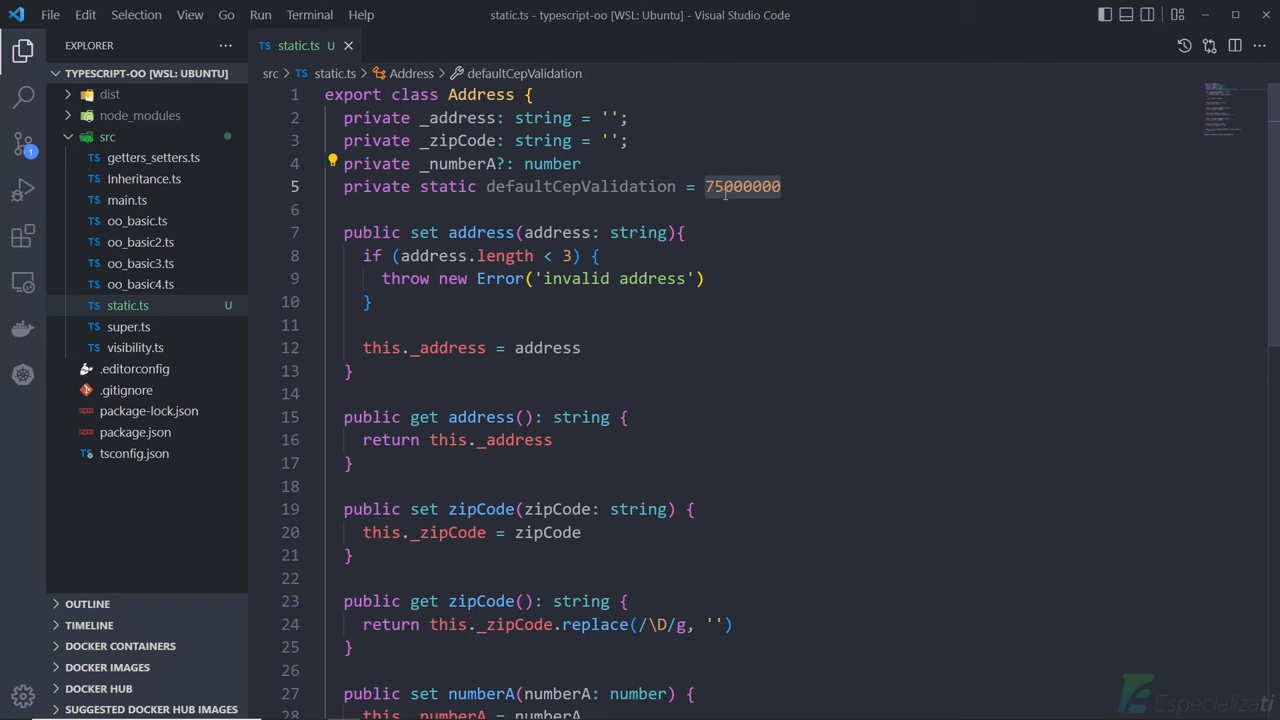 File Edit Selection View Go Run Terminal Help
static.ts - typescript-oo [WSL: Ubuntu] - Visual Studio Code
EXPLORER
static.ts U
TYPESCRIPT-OO [WSL: UBUNTU]
src > static.ts > Address > defaultCepValidation
dist
node_modules
src
getters_setters.ts
Inheritance.ts
main.ts
oo_basic.ts
oo_basic2.ts
oo_basic3.ts
oo_basic4.ts
static.ts U
super.ts
visibility.ts
.editorconfig
.gitignore
package-lock.json
package.json
tsconfig.json
OUTLINE
TIMELINE
DOCKER CONTAINERS
DOCKER IMAGES
DOCKER HUB
SUGGESTED DOCKER HUB IMAGES
1 export class Address {
2 private _address: string = '';
3 private _zipCode: string = '';
4 private _numberA?: number
5 private static defaultCepValidation = 75000000
6
7 public set address(address: string){
8 if (address.length < 3) {
9 throw new Error('invalid address')
10 }
11
12 this._address = address
13 }
14
15 public get address(): string {
16 return this._address
17 }
18
19 public set zipCode(zipCode: string) {
20 this._zipCode = zipCode
21 }
22
23 public get zipCode(): string {
24 return this._zipCode.replace(/\D/g, '')
25 }
26
27 public set numberA(numberA: number) {
28 this._numberA = numberA
Especializati